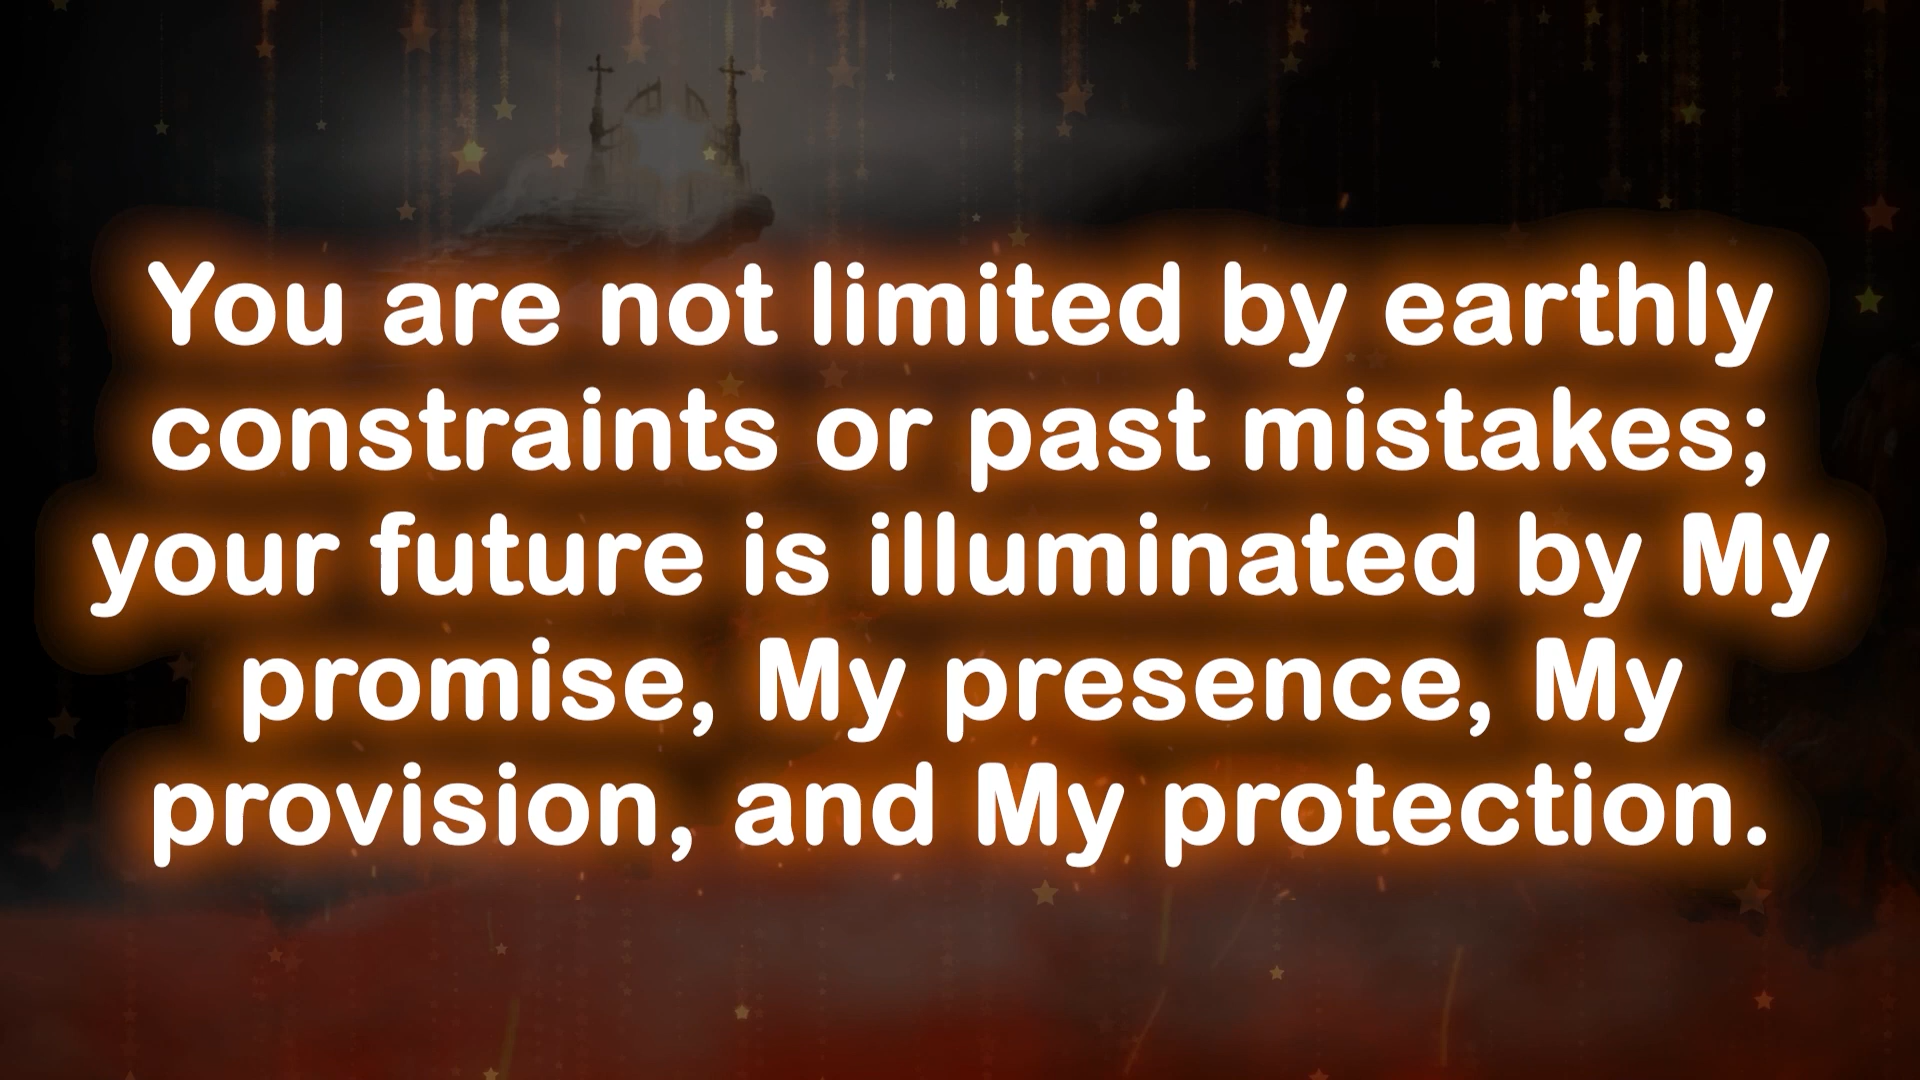 You are not limited by earthly
constraints or past mistakes;
your future is illuminated by My
promise, My presence, My
provision, and My protection.